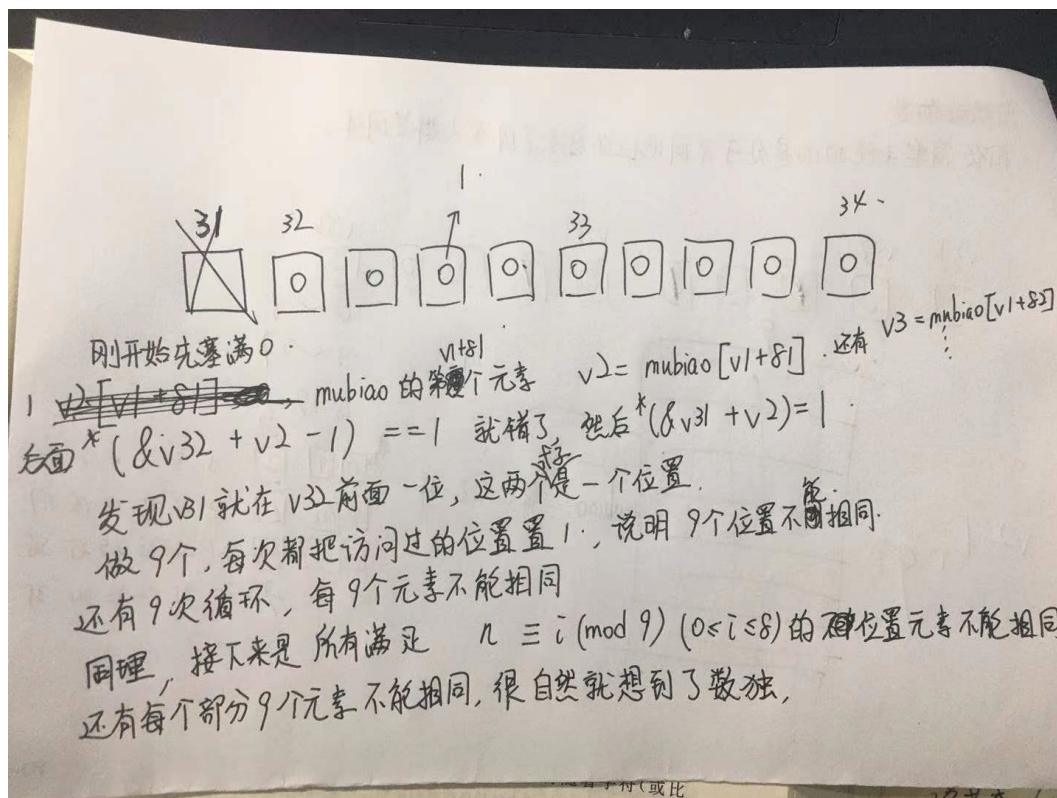 1.
31 32 33 34.
0 0 0 0 0 0 0 0 0
刚开始先塞满0.
v1+81
1 v2=[v1+81] , mubiao 的第个元素 v2= mubiao[v1+81]. 还有 v3=mubiao[v1+82]
后面 *(&v32+v2-1) ==1 就错了, 然后 *(&v31+v2)=1.
发现v31就在v32前面一位, 这两个式子是一个位置.
做9个, 每次都把访问过的位置置1., 说明9个位置不能相同.
还有9次循环, 每9个元素不能相同
同理, 接下来是 所有满足 n ≡ i (mod 9) (0≤i≤8)的位置元素不能相同
还有每个部分9个元素不能相同, 很自然就想到了数独,